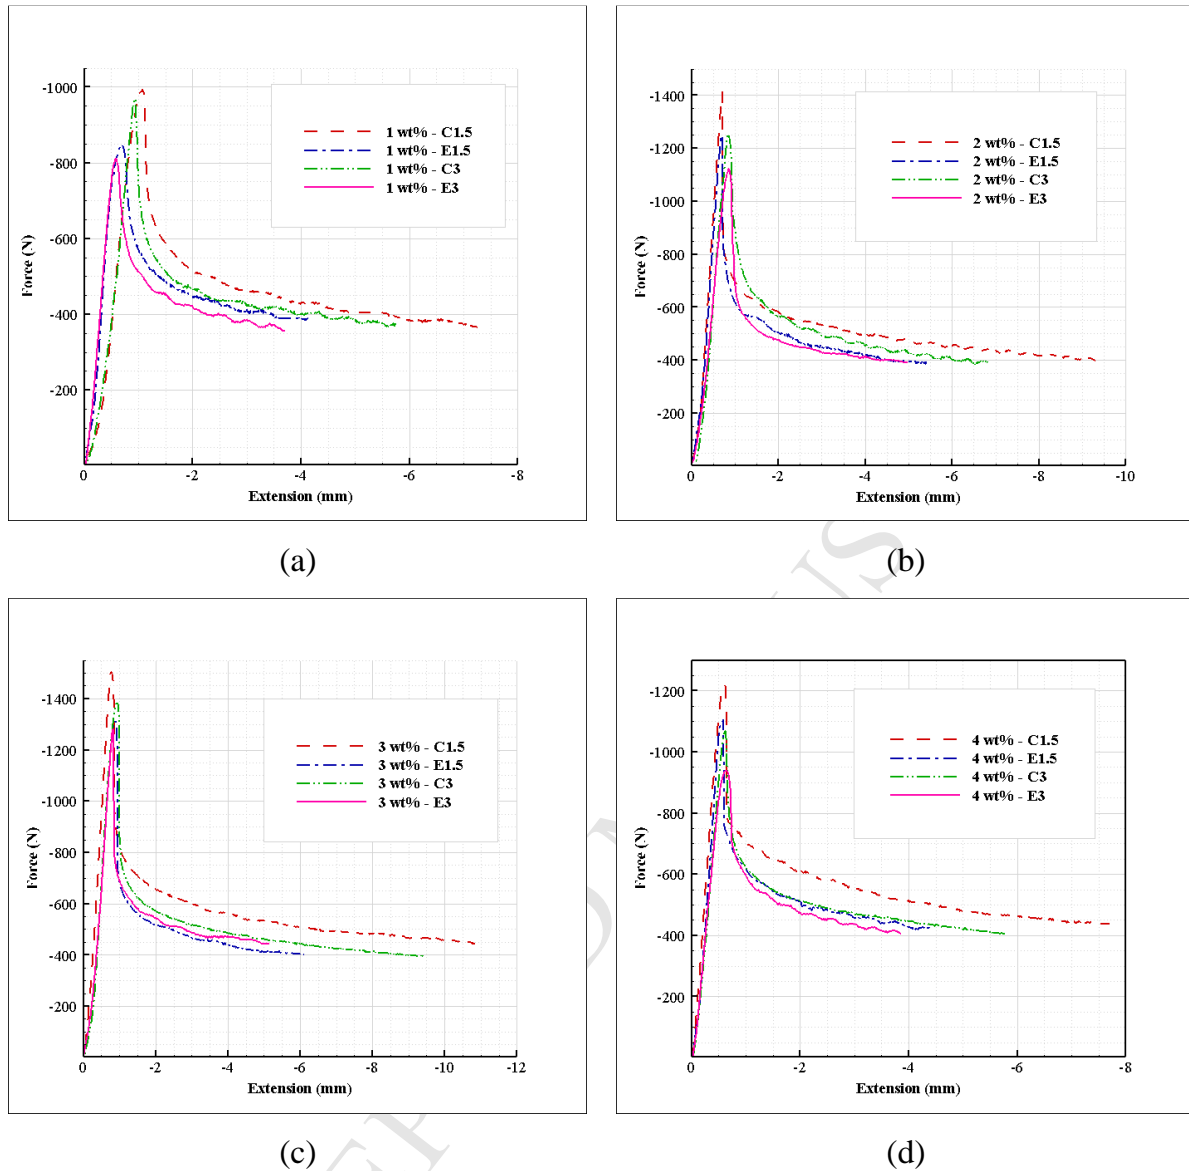 -1000
-800
-600
-400
-200
0
-2
-4
-6
-8
Force (N)
Extension (mm)
1 wt% - C1.5
1 wt% - E1.5
1 wt% - C3
1 wt% - E3
(a)
-1400
-1200
-1000
-800
-600
-400
-200
0
-2
-4
-6
-8
-10
Force (N)
Extension (mm)
2 wt% - C1.5
2 wt% - E1.5
2 wt% - C3
2 wt% - E3
(b)
-1400
-1200
-1000
-800
-600
-400
-200
0
-2
-4
-6
-8
-10
-12
Force (N)
Extension (mm)
3 wt% - C1.5
3 wt% - E1.5
3 wt% - C3
3 wt% - E3
(c)
-1200
-1000
-800
-600
-400
-200
0
-2
-4
-6
-8
Force (N)
Extension (mm)
4 wt% - C1.5
4 wt% - E1.5
4 wt% - C3
4 wt% - E3
(d)